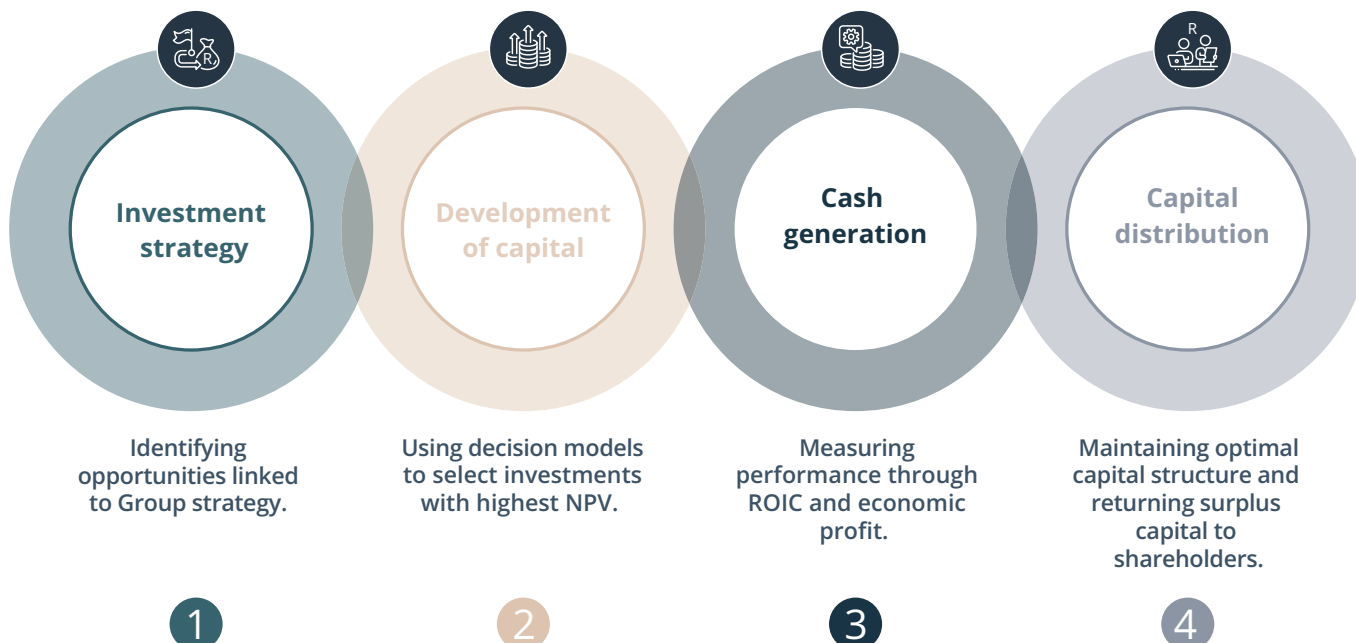 R
R
Investment
strategy
Development
of capital
Cash
generation
Capital
distribution
Identifying
opportunities linked
to Group strategy.
Using decision models
to select investments
with highest NPV.
Measuring
performance through
ROIC and economic
profit.
Maintaining optimal
capital structure and
returning surplus
capital to
shareholders.
1
2
3
4